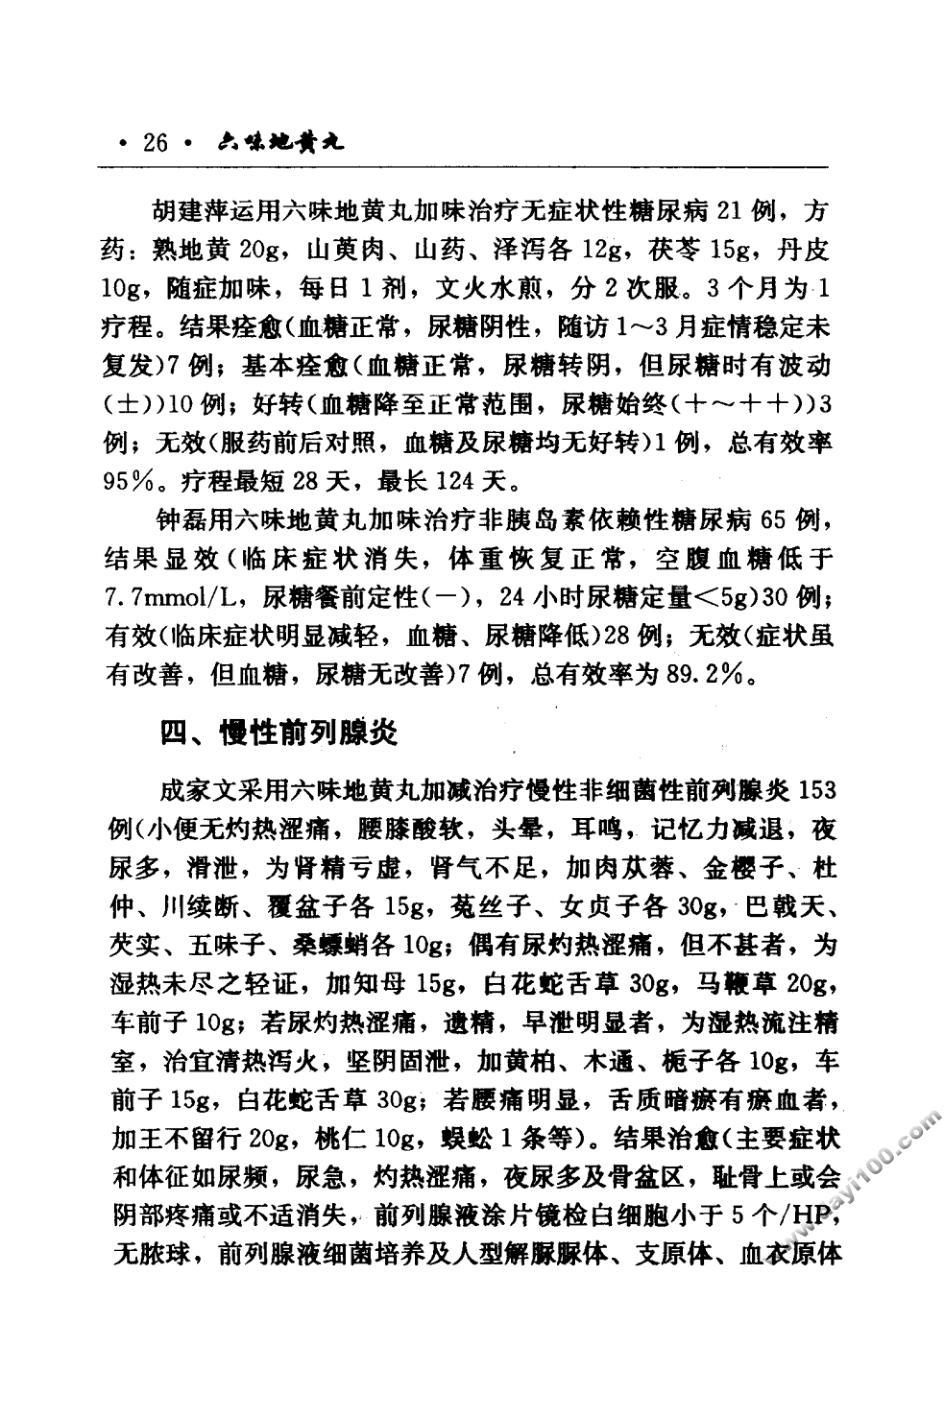 · 26 · 六味地黄丸
胡建萍运用六味地黄丸加味治疗无症状性糖尿病 21 例，方
药：熟地黄 20g，山萸肉、山药、泽泻各 12g，茯苓 15g，丹皮
10g，随症加味，每日 1 剂，文火水煎，分 2 次服。3 个月为 1
疗程。结果痊愈(血糖正常，尿糖阴性，随访 1～3 月症情稳定未
复发)7 例；基本痊愈(血糖正常，尿糖转阴，但尿糖时有波动
(士))10 例；好转(血糖降至正常范围，尿糖始终(十～十十))3
例；无效(服药前后对照，血糖及尿糖均无好转)1 例，总有效率
95%。疗程最短 28 天，最长 124 天。
钟磊用六味地黄丸加味治疗非胰岛素依赖性糖尿病 65 例，
结果显效(临床症状消失，体重恢复正常，空腹血糖低于
7.7mmol/L，尿糖餐前定性(－)，24 小时尿糖定量＜5g)30 例；
有效(临床症状明显减轻，血糖、尿糖降低)28 例；无效(症状虽
有改善，但血糖，尿糖无改善)7 例，总有效率为 89.2%。
四、慢性前列腺炎
成家文采用六味地黄丸加减治疗慢性非细菌性前列腺炎 153
例(小便无灼热涩痛，腰膝酸软，头晕，耳鸣，记忆力减退，夜
尿多，滑泄，为肾精亏虚，肾气不足，加肉苁蓉、金樱子、杜
仲、川续断、覆盆子各 15g，菟丝子、女贞子各 30g，巴戟天、
芡实、五味子、桑螵蛸各 10g；偶有尿灼热涩痛，但不甚者，为
湿热未尽之轻证，加知母 15g，白花蛇舌草 30g，马鞭草 20g，
车前子 10g；若尿灼热涩痛，遗精，早泄明显者，为湿热流注精
室，治宜清热泻火，坚阴固泄，加黄柏、木通、栀子各 10g，车
前子 15g，白花蛇舌草 30g；若腰痛明显，舌质暗瘀有瘀血者，
加王不留行 20g，桃仁 10g，蜈蚣 1 条等)。结果治愈(主要症状
和体征如尿频，尿急，灼热涩痛，夜尿多及骨盆区，耻骨上或会
阴部疼痛或不适消失，前列腺液涂片镜检白细胞小于 5 个/HP，
无脓球，前列腺液细菌培养及人型解脲脲体、支原体、血衣原体